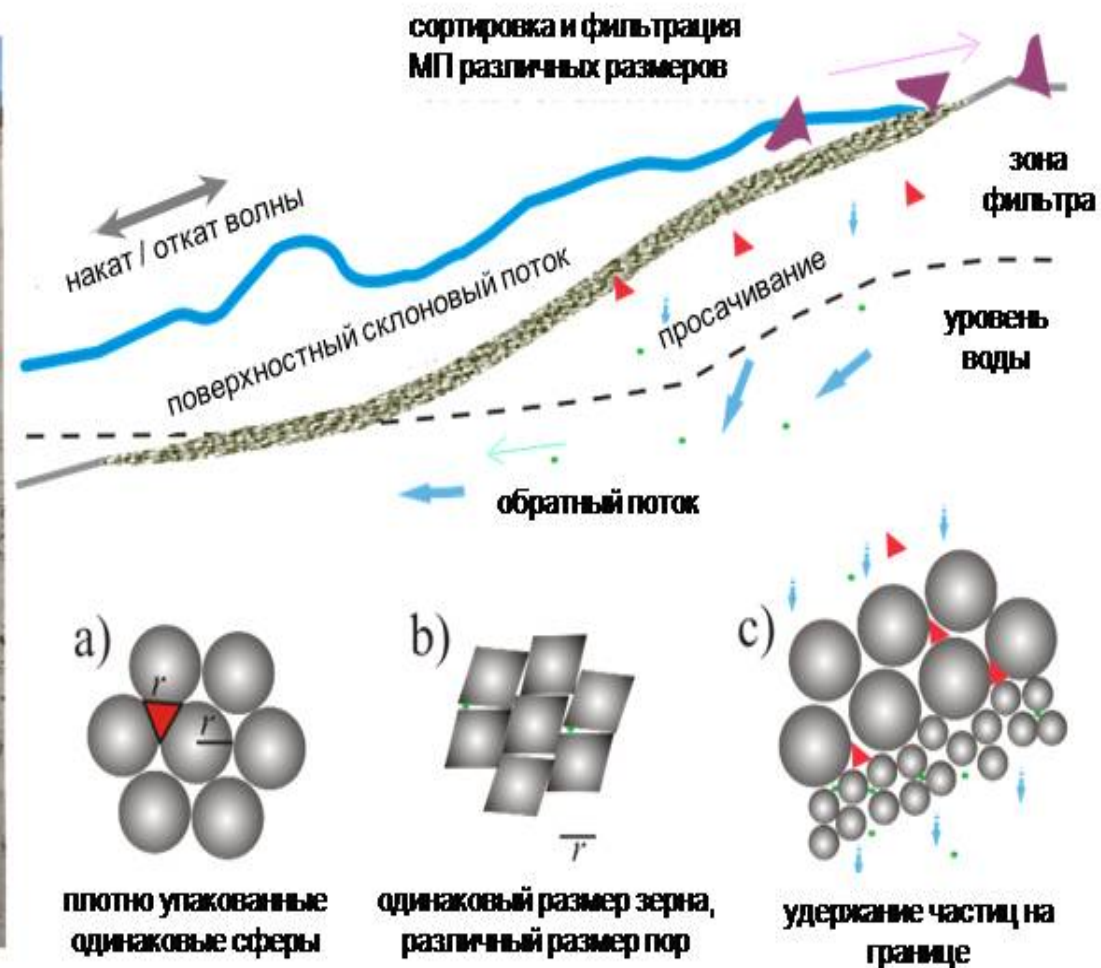 сортировка и фильтрация
МП различных размеров
зона
фильтра
накат / откат волны
поверхностный склоновый поток
просачивание
уровень
воды
обратный поток
a)
r
r
плотно упакованные
одинаковые сферы
b)
r
одинаковый размер зерна,
различный размер пор
c)
удержание частиц на
границе